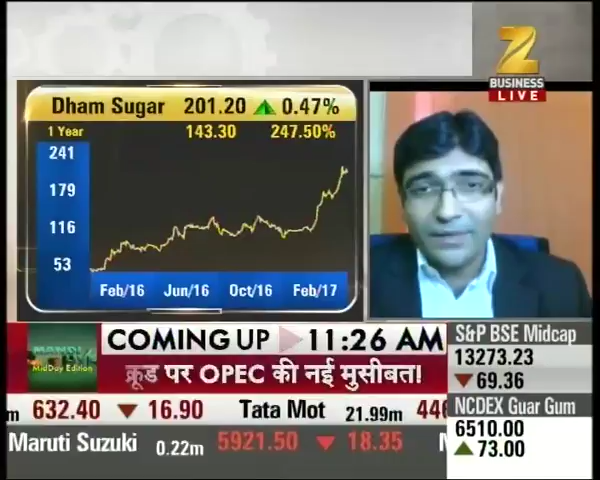 Z
BUSINESS
LIVE
Dham Sugar 201.20 0.47%
1 Year 143.30 247.50%
241
179
116
53
Feb/16 Jun/16 Oct/16 Feb/17
MidDay Edition
COMING UP 11:26 AM
क्रूड पर OPEC की नई मुसीबत!
S&P BSE Midcap
13273.23
69.36
632.40 16.90 Tata Mot 21.99m
NCDEX Guar Gum
6510.00
73.00
Maruti Suzuki 0.22m 5921.50 18.35